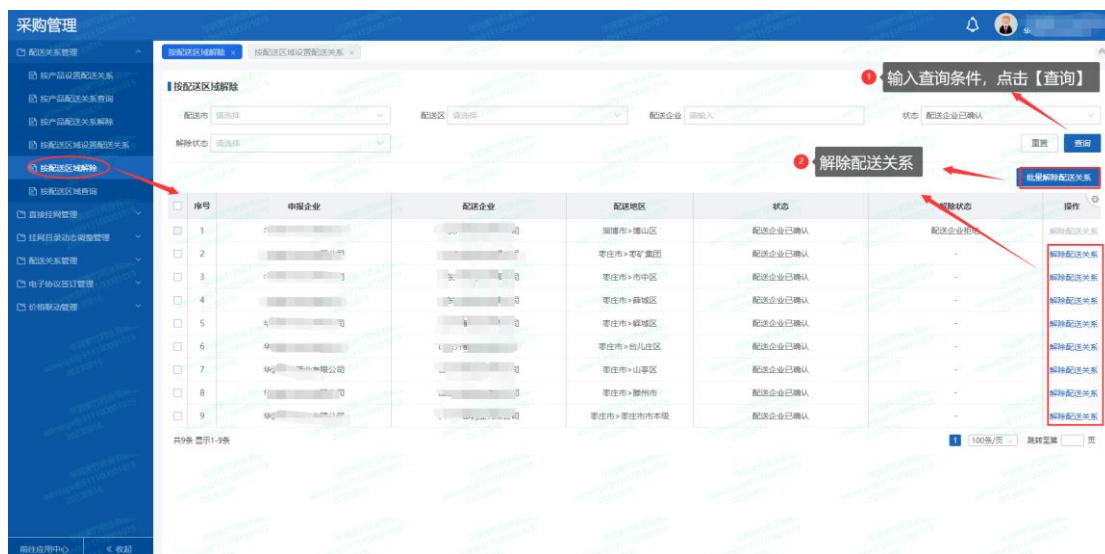 采购管理
配送关系管理
按产品设置配送关系
按产品配送关系查询
按产品配送关系解除
按配送区域设置配送关系
按配送区域解除
按配送区域查询
直接挂网管理
挂网目录动态调整管理
配送关系管理
电子协议签订管理
价格联动管理
前往应用中心 《 收起
按配送区域解除 × 按配送区域设置配送关系 ×
按配送区域解除
1 输入查询条件，点击【查询】
配送市 请选择 配送区 请选择 配送企业 请输入 状态 配送企业已确认
解除状态 请选择 重置 查询
2 解除配送关系
批量解除配送关系
序号 申报企业 配送企业 配送地区 状态 解除状态 操作
1 淄博市>博山区 配送企业已确认 配送企业拒绝 解除配送关系
2 枣庄市>枣矿集团 配送企业已确认 - 解除配送关系
3 枣庄市>市中区 配送企业已确认 - 解除配送关系
4 枣庄市>薛城区 配送企业已确认 - 解除配送关系
5 枣庄市>峄城区 配送企业已确认 - 解除配送关系
6 枣庄市>台儿庄区 配送企业已确认 - 解除配送关系
7 限公司 枣庄市>山亭区 配送企业已确认 - 解除配送关系
8 枣庄市>滕州市 配送企业已确认 - 解除配送关系
9 枣庄市>枣庄市市本级 配送企业已确认 - 解除配送关系
共9条 显示1-9条 1 100条/页 跳转至第 页